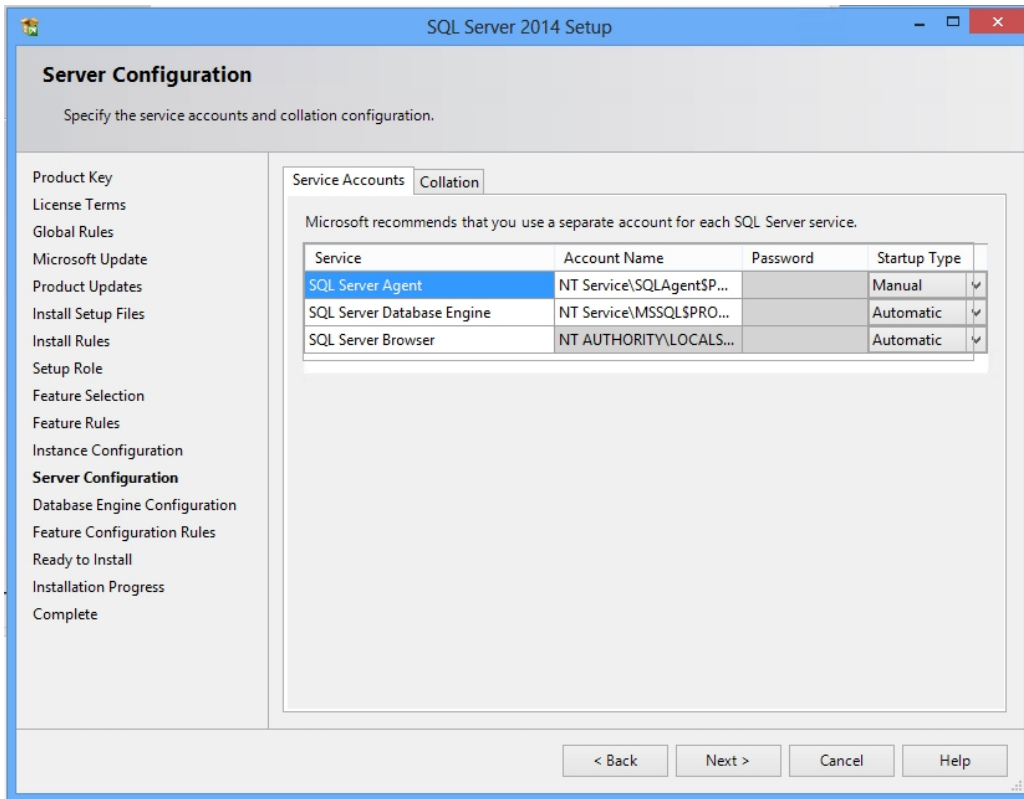 SQL Server 2014 Setup
Server Configuration
Specify the service accounts and collation configuration.
Product Key
License Terms
Global Rules
Microsoft Update
Product Updates
Install Setup Files
Install Rules
Setup Role
Feature Selection
Feature Rules
Instance Configuration
Server Configuration
Database Engine Configuration
Feature Configuration Rules
Ready to Install
Installation Progress
Complete
Service Accounts Collation
Microsoft recommends that you use a separate account for each SQL Server service.
Service Account Name Password Startup Type
SQL Server Agent NT Service\SQLAgent$P... Manual
SQL Server Database Engine NT Service\MSSQL$PRO... Automatic
SQL Server Browser NT AUTHORITY\LOCALS... Automatic
< Back Next > Cancel Help